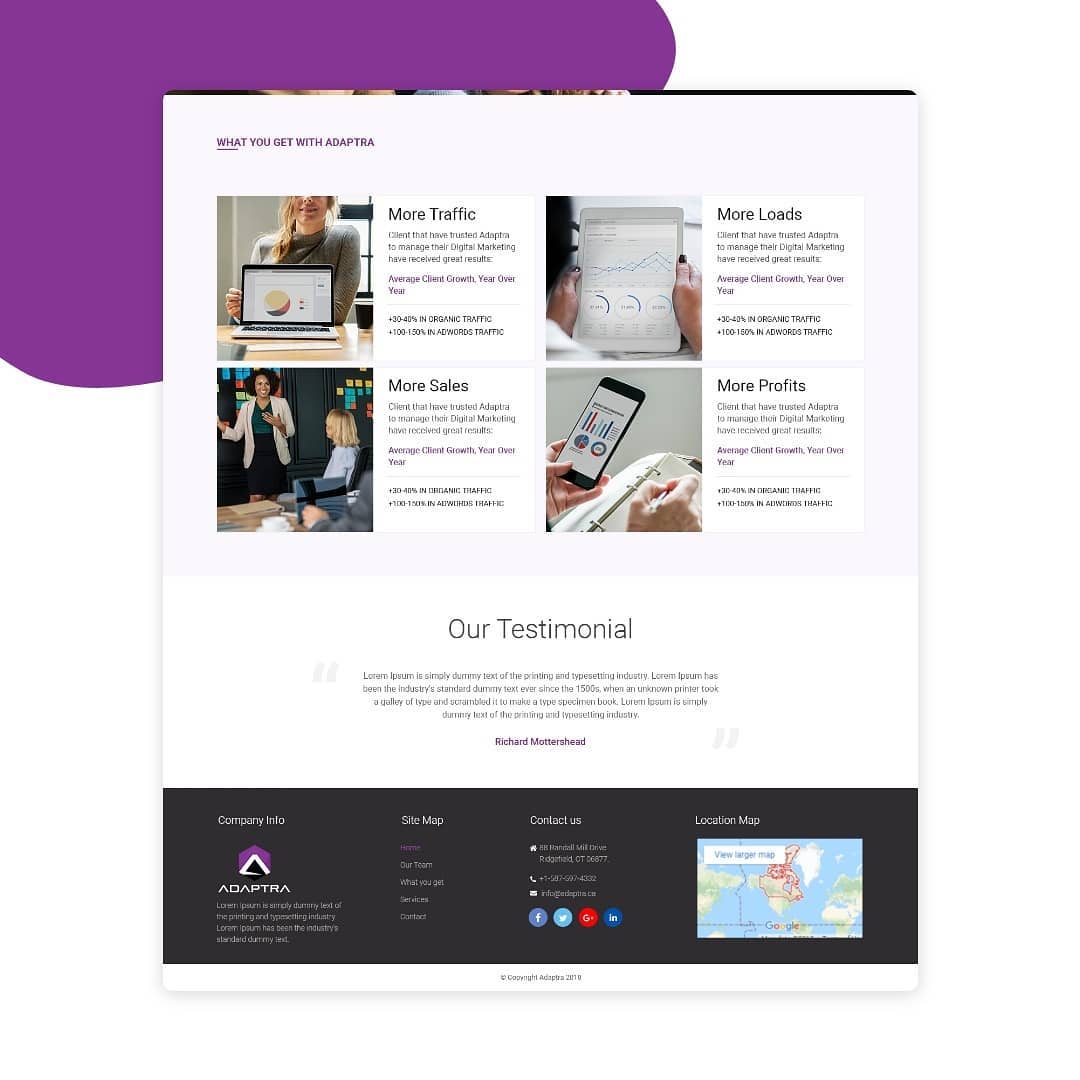 WHAT YOU GET WITH ADAPTRA
More Traffic
Client that have trusted Adaptra
to manage their Digital Marketing
have received great results:
Average Client Growth, Year Over
Year
+30-40% IN ORGANIC TRAFFIC
+100-150% IN ADWORDS TRAFFIC
More Loads
Client that have trusted Adaptra
to manage their Digital Marketing
have received great results:
Average Client Growth, Year Over
Year
+30-40% IN ORGANIC TRAFFIC
+100-150% IN ADWORDS TRAFFIC
More Sales
Client that have trusted Adaptra
to manage their Digital Marketing
have received great results:
Average Client Growth, Year Over
Year
+30-40% IN ORGANIC TRAFFIC
+100-150% IN ADWORDS TRAFFIC
More Profits
Client that have trusted Adaptra
to manage their Digital Marketing
have received great results:
Average Client Growth, Year Over
Year
+30-40% IN ORGANIC TRAFFIC
+100-150% IN ADWORDS TRAFFIC
Our Testimonial
“
Lorem Ipsum is simply dummy text of the printing and typesetting industry. Lorem Ipsum has
been the industry's standard dummy text ever since the 1500s, when an unknown printer took
a galley of type and scrambled it to make a type specimen book. Lorem Ipsum is simply
dummy text of the printing and typesetting industry.
”
Richard Mottershead
Company Info
ADAPTRA
Lorem Ipsum is simply dummy text of
the printing and typesetting industry
Lorem Ipsum has been the industry's
standard dummy text.
Site Map
Home
Our Team
What you get
Services
Contact
Contact us
88 Randall Mill Drive
Ridgefield, CT 06877,
+1-587-597-4332
info@adaptra.ca
f
G+
in
Location Map
View larger map
Google
© Copyright Adaptra 2018